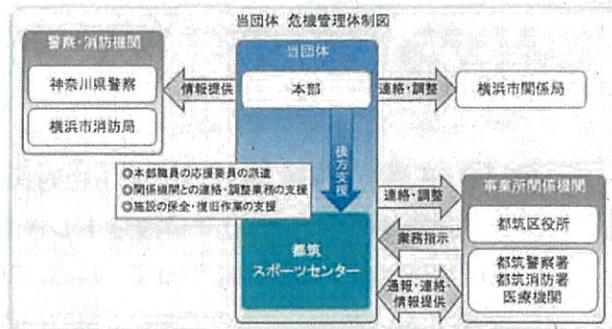 当団体 危機管理体制図
警察・消防機関
神奈川県警察
横浜市消防局
情報提供
当団体
本部
連絡・調整
横浜市関係局
後方支援
◎本部職員の応援要員の派遣
◎関係機関との連絡・調整業務の支援
◎施設の保全・復旧作業の支援
都筑
スポーツセンター
連絡・調整
業務指示
通報・連絡・
情報提供
事業所関係機関
都筑区役所
都筑警察署
都筑消防署
医療機関